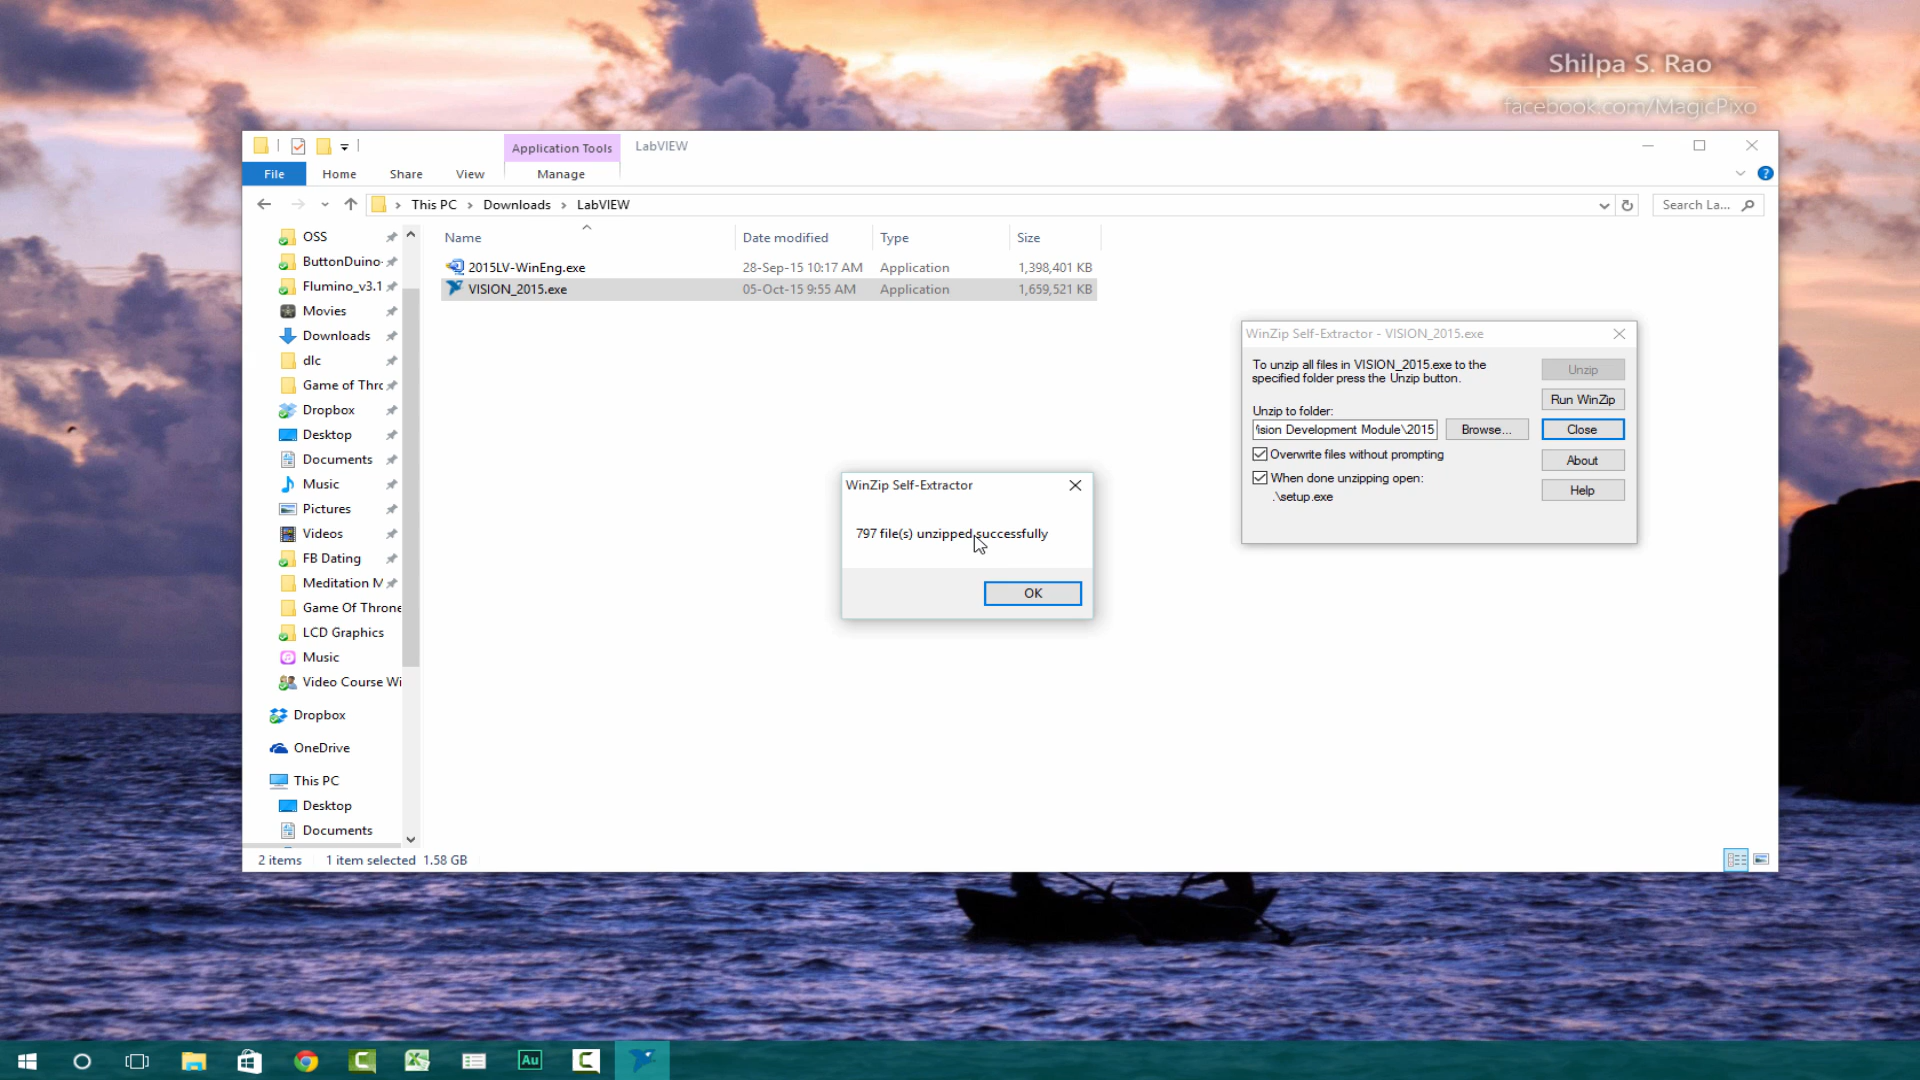 Shilpa S. Rao
facebook.com/MagicPixo
Application Tools
LabVIEW
File
Home
Share
View
Manage
This PC
Downloads
LabVIEW
Search La...
OSS
ButtonDuino-
Flumino_v3.1
Movies
Downloads
dlc
Game of Thrc
Dropbox
Desktop
Documents
Music
Pictures
Videos
FB Dating
Meditation M
Game Of Throne
LCD Graphics
Music
Video Course Wi
Dropbox
OneDrive
This PC
Desktop
Documents
Name
Date modified
Type
Size
2015LV-WinEng.exe
28-Sep-15 10:17 AM
Application
1,398,401 KB
VISION_2015.exe
05-Oct-15 9:55 AM
Application
1,659,521 KB
WinZip Self-Extractor - VISION_2015.exe
To unzip all files in VISION_2015.exe to the
specified folder press the Unzip button.
Unzip to folder:
ision Development Module\2015
Browse...
Overwrite files without prompting
When done unzipping open:
.\setup.exe
Unzip
Run WinZip
Close
About
Help
WinZip Self-Extractor
797 file(s) unzipped successfully
OK
2 items
1 item selected 1.58 GB
Au